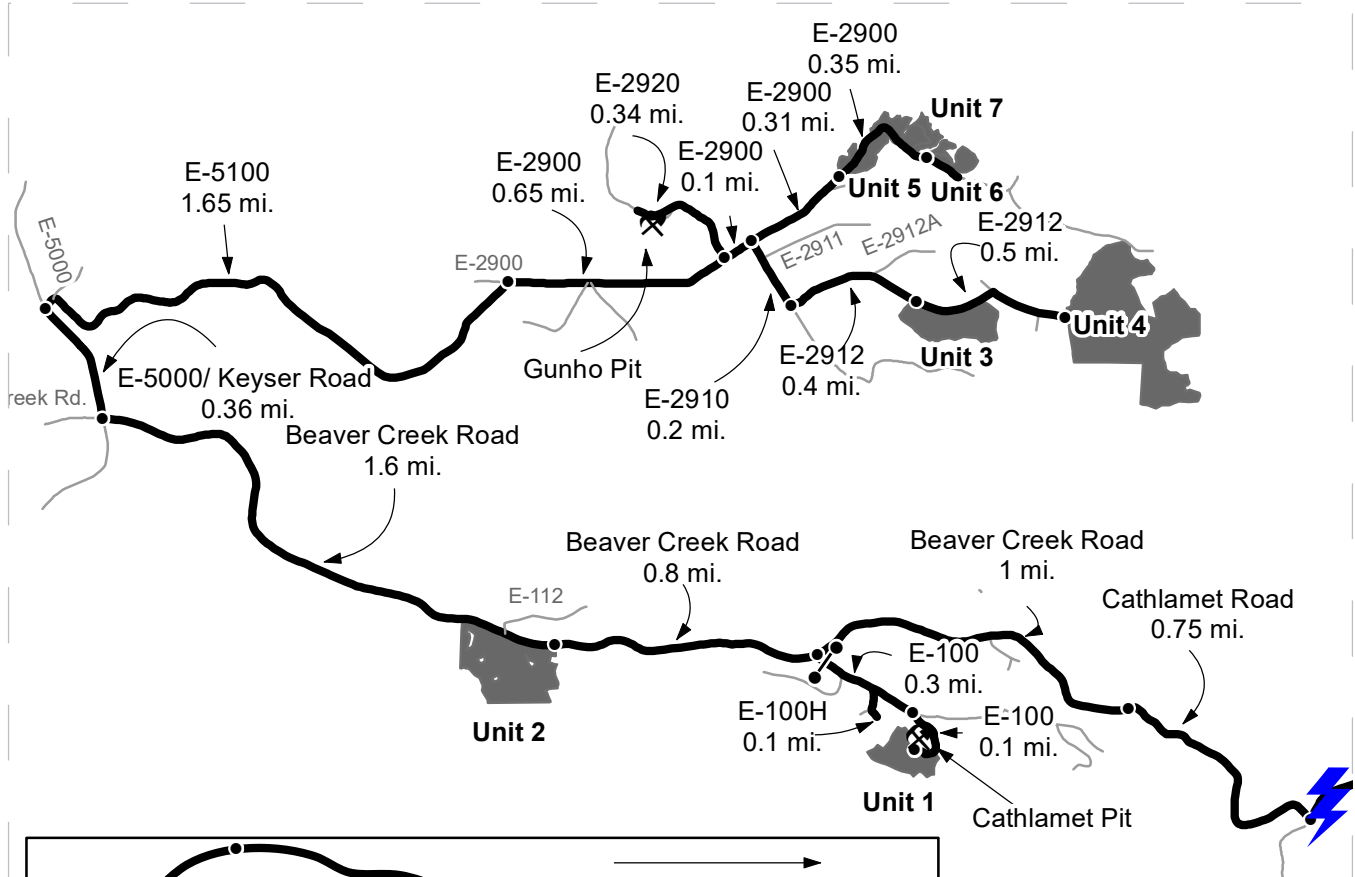 E-2900
0.35 mi.
E-2920
0.34 mi.
E-2900
0.31 mi.
Unit 7
E-2900
0.1 mi.
E-2900
0.65 mi.
E-5100
1.65 mi.
Unit 5
Unit 6
E-2912
0.5 mi.
E-2911
E-2912A
E-5000
E-2900
Unit 4
Gunho Pit
E-2912
0.4 mi.
Unit 3
E-5000/ Keyser Road
0.36 mi.
E-2910
0.2 mi.
reek Rd.
Beaver Creek Road
1.6 mi.
Beaver Creek Road
0.8 mi.
Beaver Creek Road
1 mi.
Cathlamet Road
0.75 mi.
E-112
E-100
0.3 mi.
E-100H
0.1 mi.
E-100
0.1 mi.
Unit 2
Unit 1
Cathlamet Pit